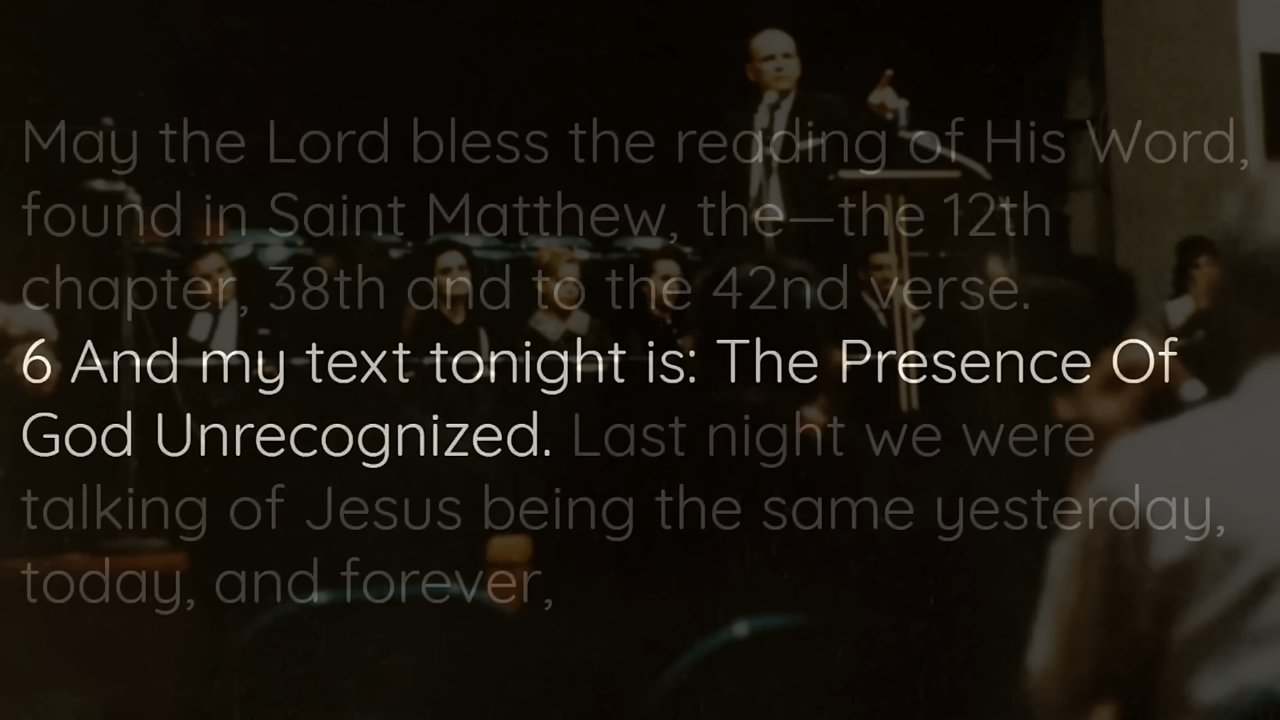 May the Lord bless the reading of His Word,
found in Saint Matthew, the—the 12th
chapter, 38th and to the 42nd verse.
6 And my text tonight is: The Presence Of
God Unrecognized. Last night we were
talking of Jesus being the same yesterday,
today, and forever,